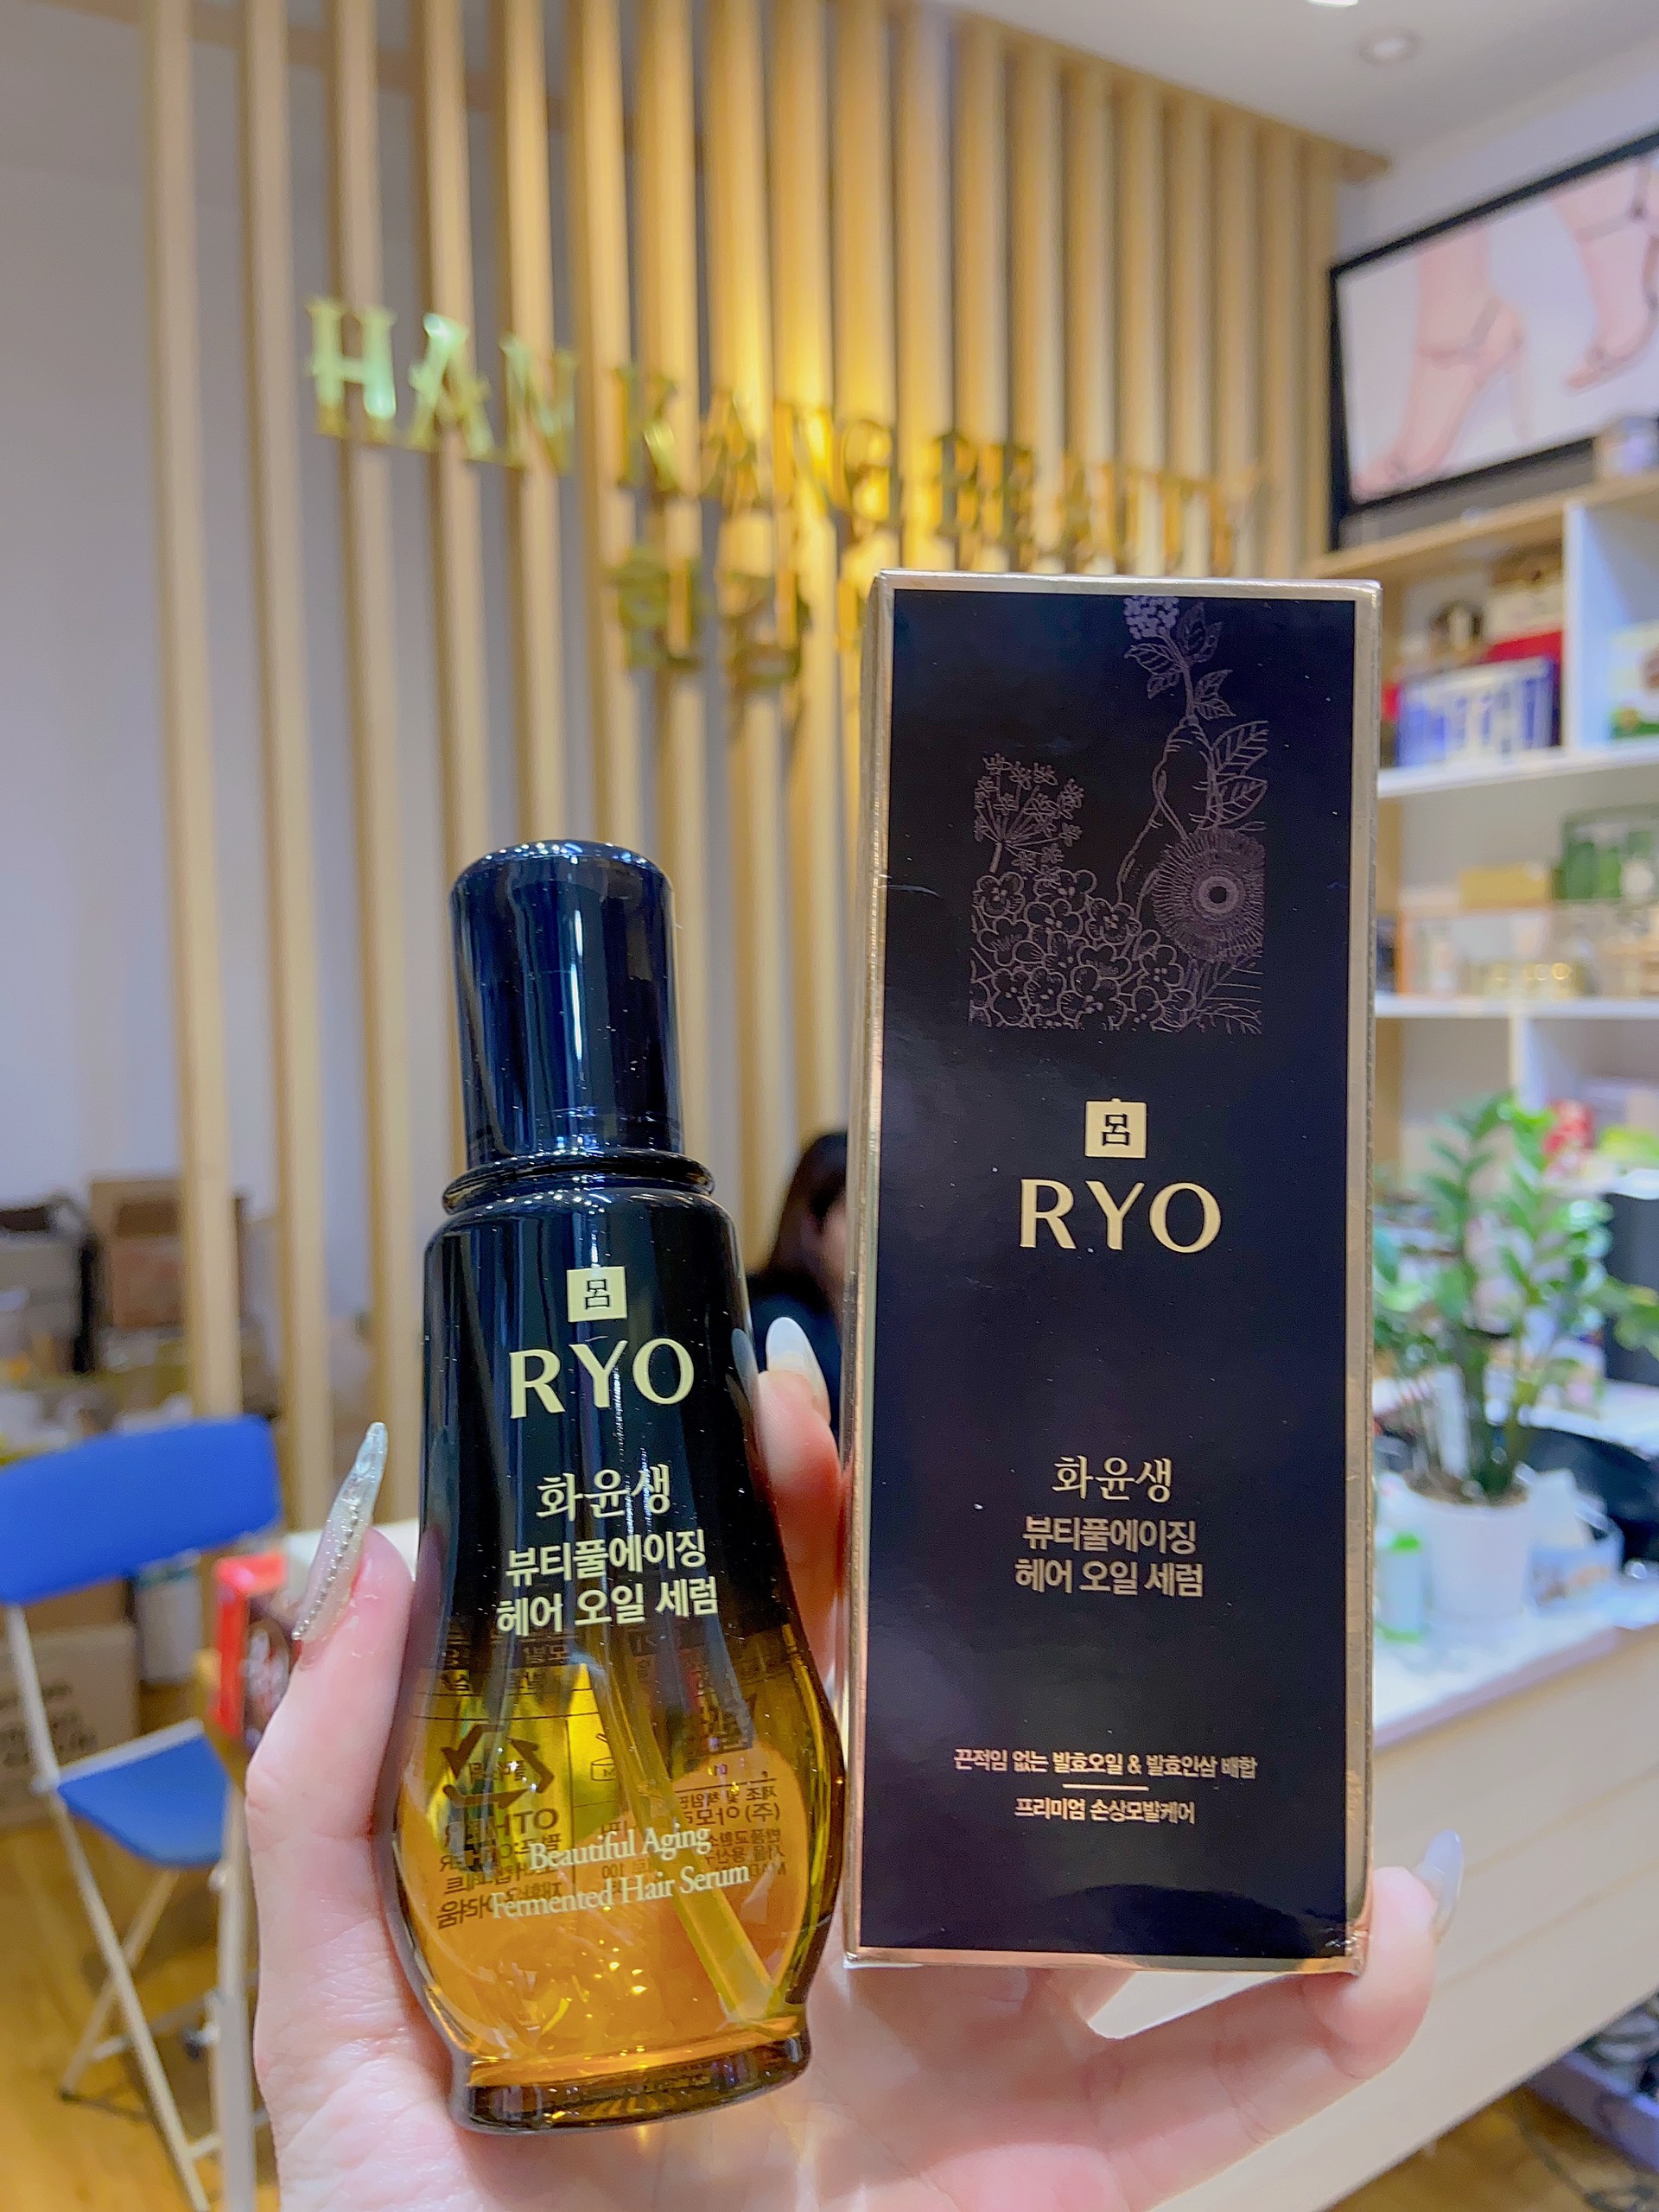 HAN KANG BEAUTY
呂
RYO
화윤생
뷰티풀에이징
헤어 오일 세럼
Beautiful Aging
Fermented Hair Serum
呂
RYO
화윤생
뷰티풀에이징
헤어 오일 세럼
끈적임 없는 발효오일 & 발효인삼 배합
프리미엄 손상모발케어